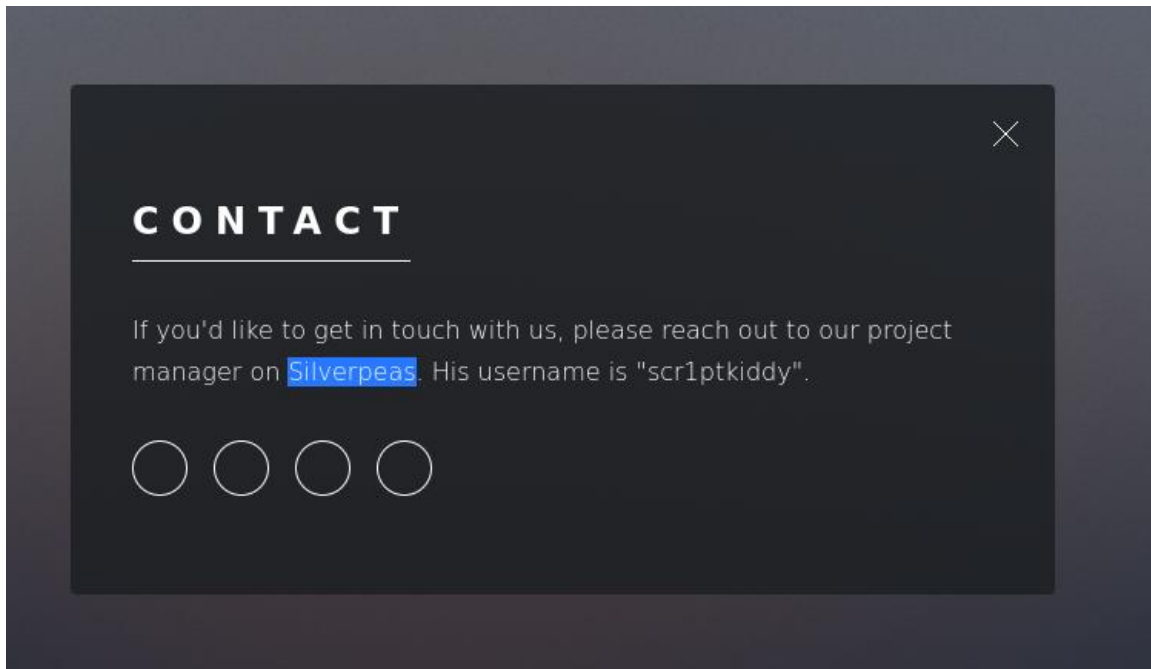 CONTACT
If you'd like to get in touch with us, please reach out to our project
manager on Silverpeas. His username is "scr1ptkiddy".